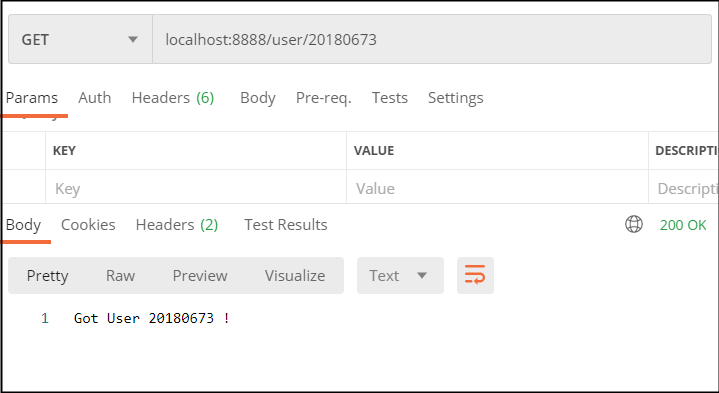 GET localhost:8888/user/20180673
Params Auth Headers (6) Body Pre-req. Tests Settings
KEY VALUE DESCRIPTI
Key Value Descripti
Body Cookies Headers (2) Test Results 200 OK
Pretty Raw Preview Visualize Text
1 Got User 20180673 !